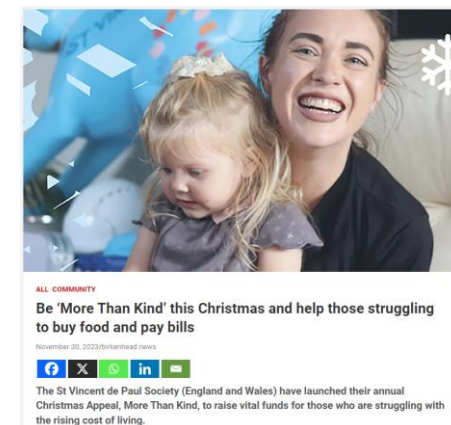 ST VINCENT
ALL COMMUNITY
Be ‘More Than Kind’ this Christmas and help those struggling
to buy food and pay bills
November 30, 2023/birkenhead.news
The St Vincent de Paul Society (England and Wales) have launched their annual
Christmas Appeal, More Than Kind, to raise vital funds for those who are struggling with
the rising cost of living.